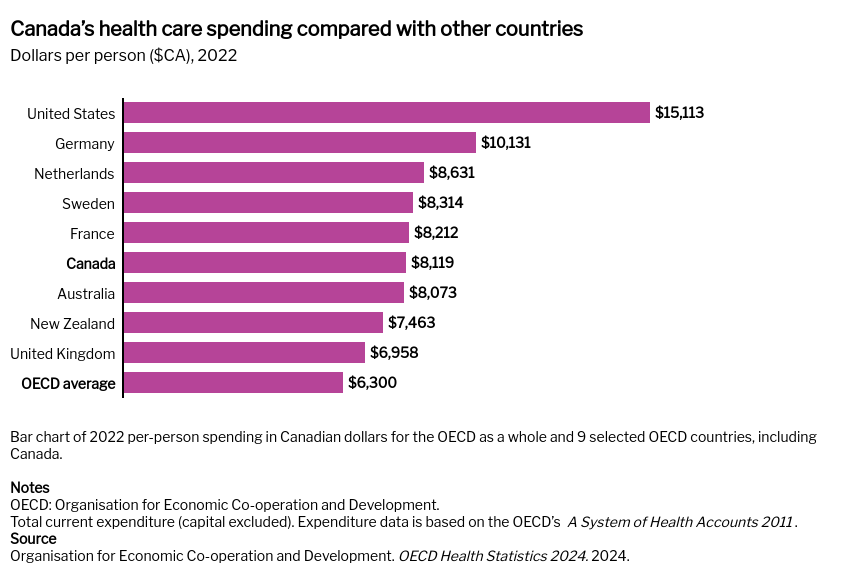 Canada’s health care spending compared with other countries
Dollars per person ($CA), 2022
United States $15,113
Germany $10,131
Netherlands $8,631
Sweden $8,314
France $8,212
Canada $8,119
Australia $8,073
New Zealand $7,463
United Kingdom $6,958
OECD average $6,300
Bar chart of 2022 per-person spending in Canadian dollars for the OECD as a whole and 9 selected OECD countries, including
Canada.
Notes
OECD: Organisation for Economic Co-operation and Development.
Total current expenditure (capital excluded). Expenditure data is based on the OECD’s A System of Health Accounts 2011 .
Source
Organisation for Economic Co-operation and Development. OECD Health Statistics 2024. 2024.